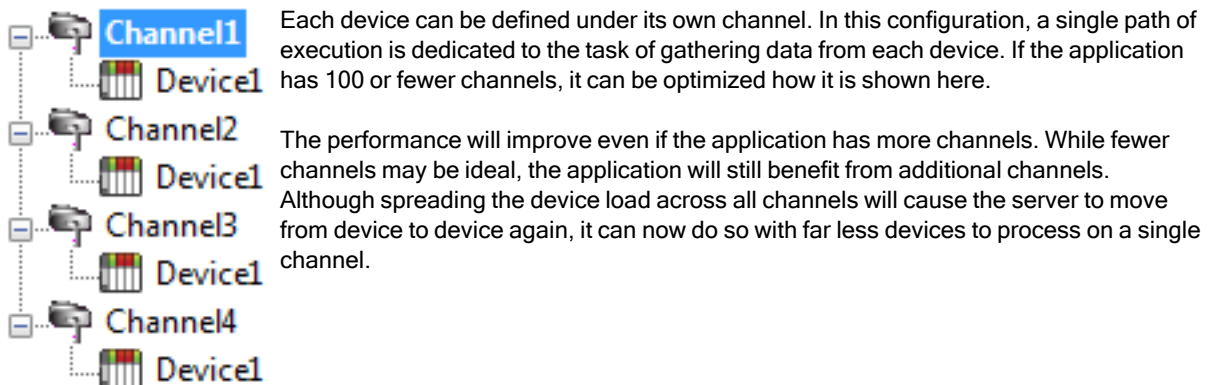 Channel1
Device1
Channel2
Device1
Channel3
Device1
Channel4
Device1
Each device can be defined under its own channel. In this configuration, a single path of
execution is dedicated to the task of gathering data from each device. If the application
has 100 or fewer channels, it can be optimized how it is shown here.
The performance will improve even if the application has more channels. While fewer
channels may be ideal, the application will still benefit from additional channels.
Although spreading the device load across all channels will cause the server to move
from device to device again, it can now do so with far less devices to process on a single
channel.